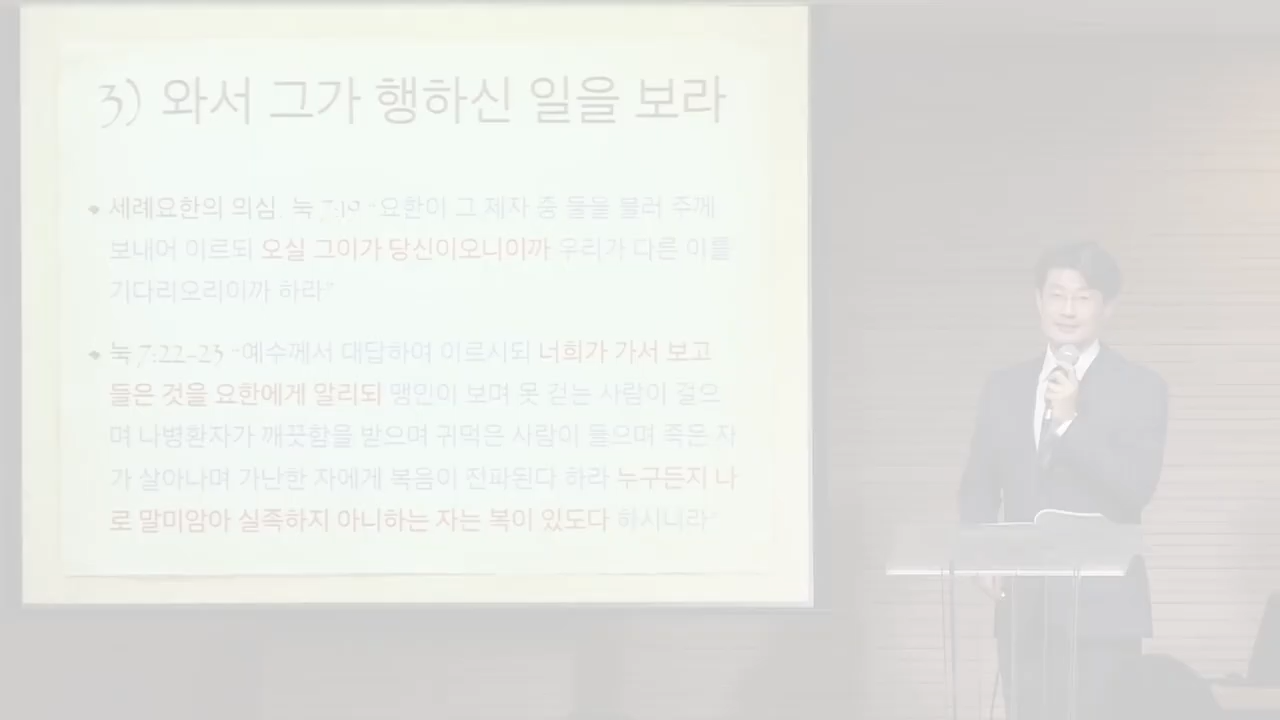 3) 와서 그가 행하신 일을 보라
세례요한의 의심. 눅 7:19 "요한이 그 제자 중 둘을 불러 주께
보내어 이르되 오실 그이가 당신이오니이까 우리가 다른 이를
기다리오리이까 하라"
눅 7:22-23 "예수께서 대답하여 이르시되 너희가 가서 보고
들은 것을 요한에게 알리되 맹인이 보며 못 걷는 사람이 걸으
며 나병환자가 깨끗함을 받으며 귀먹은 사람이 들으며 죽은 자
가 살아나며 가난한 자에게 복음이 전파된다 하라 누구든지 나
로 말미암아 실족하지 아니하는 자는 복이 있도다 하시니라"